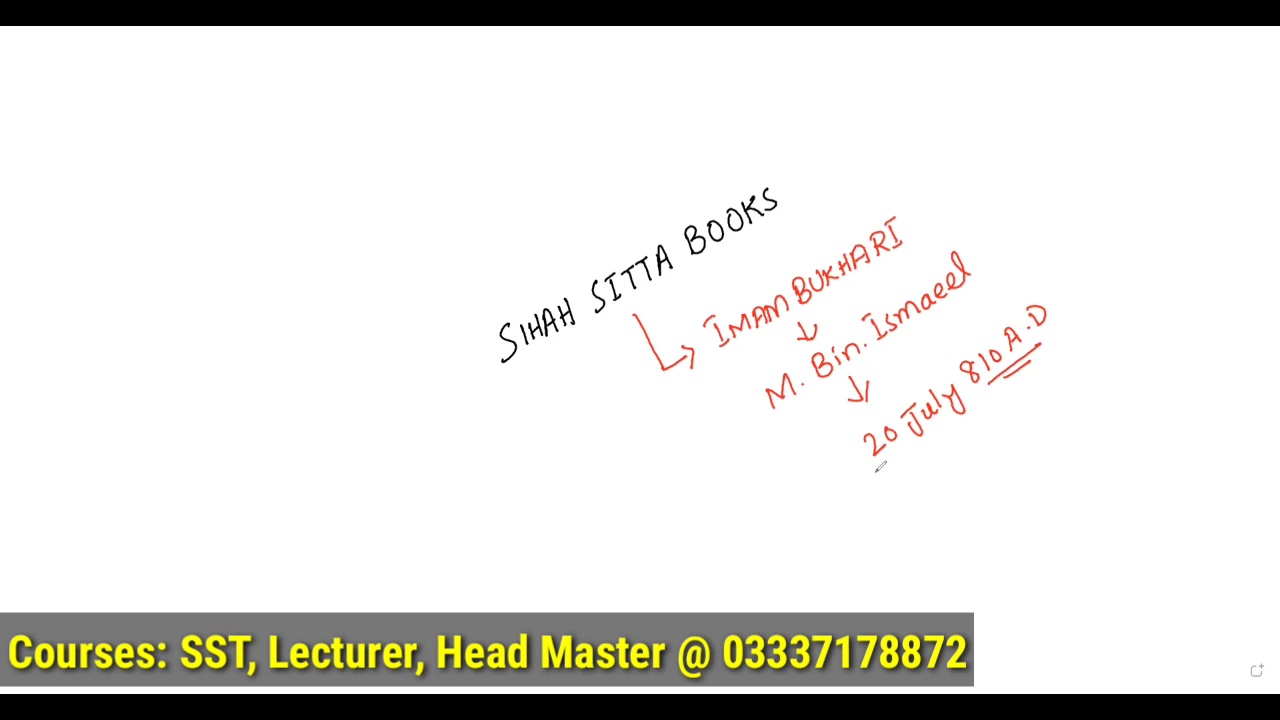 SIHAH SITTA BOOKS
IMAM BUKHARI
M. Bin. Ismaeel
20 July 810 A.D
Courses: SST, Lecturer, Head Master @ 03337178872